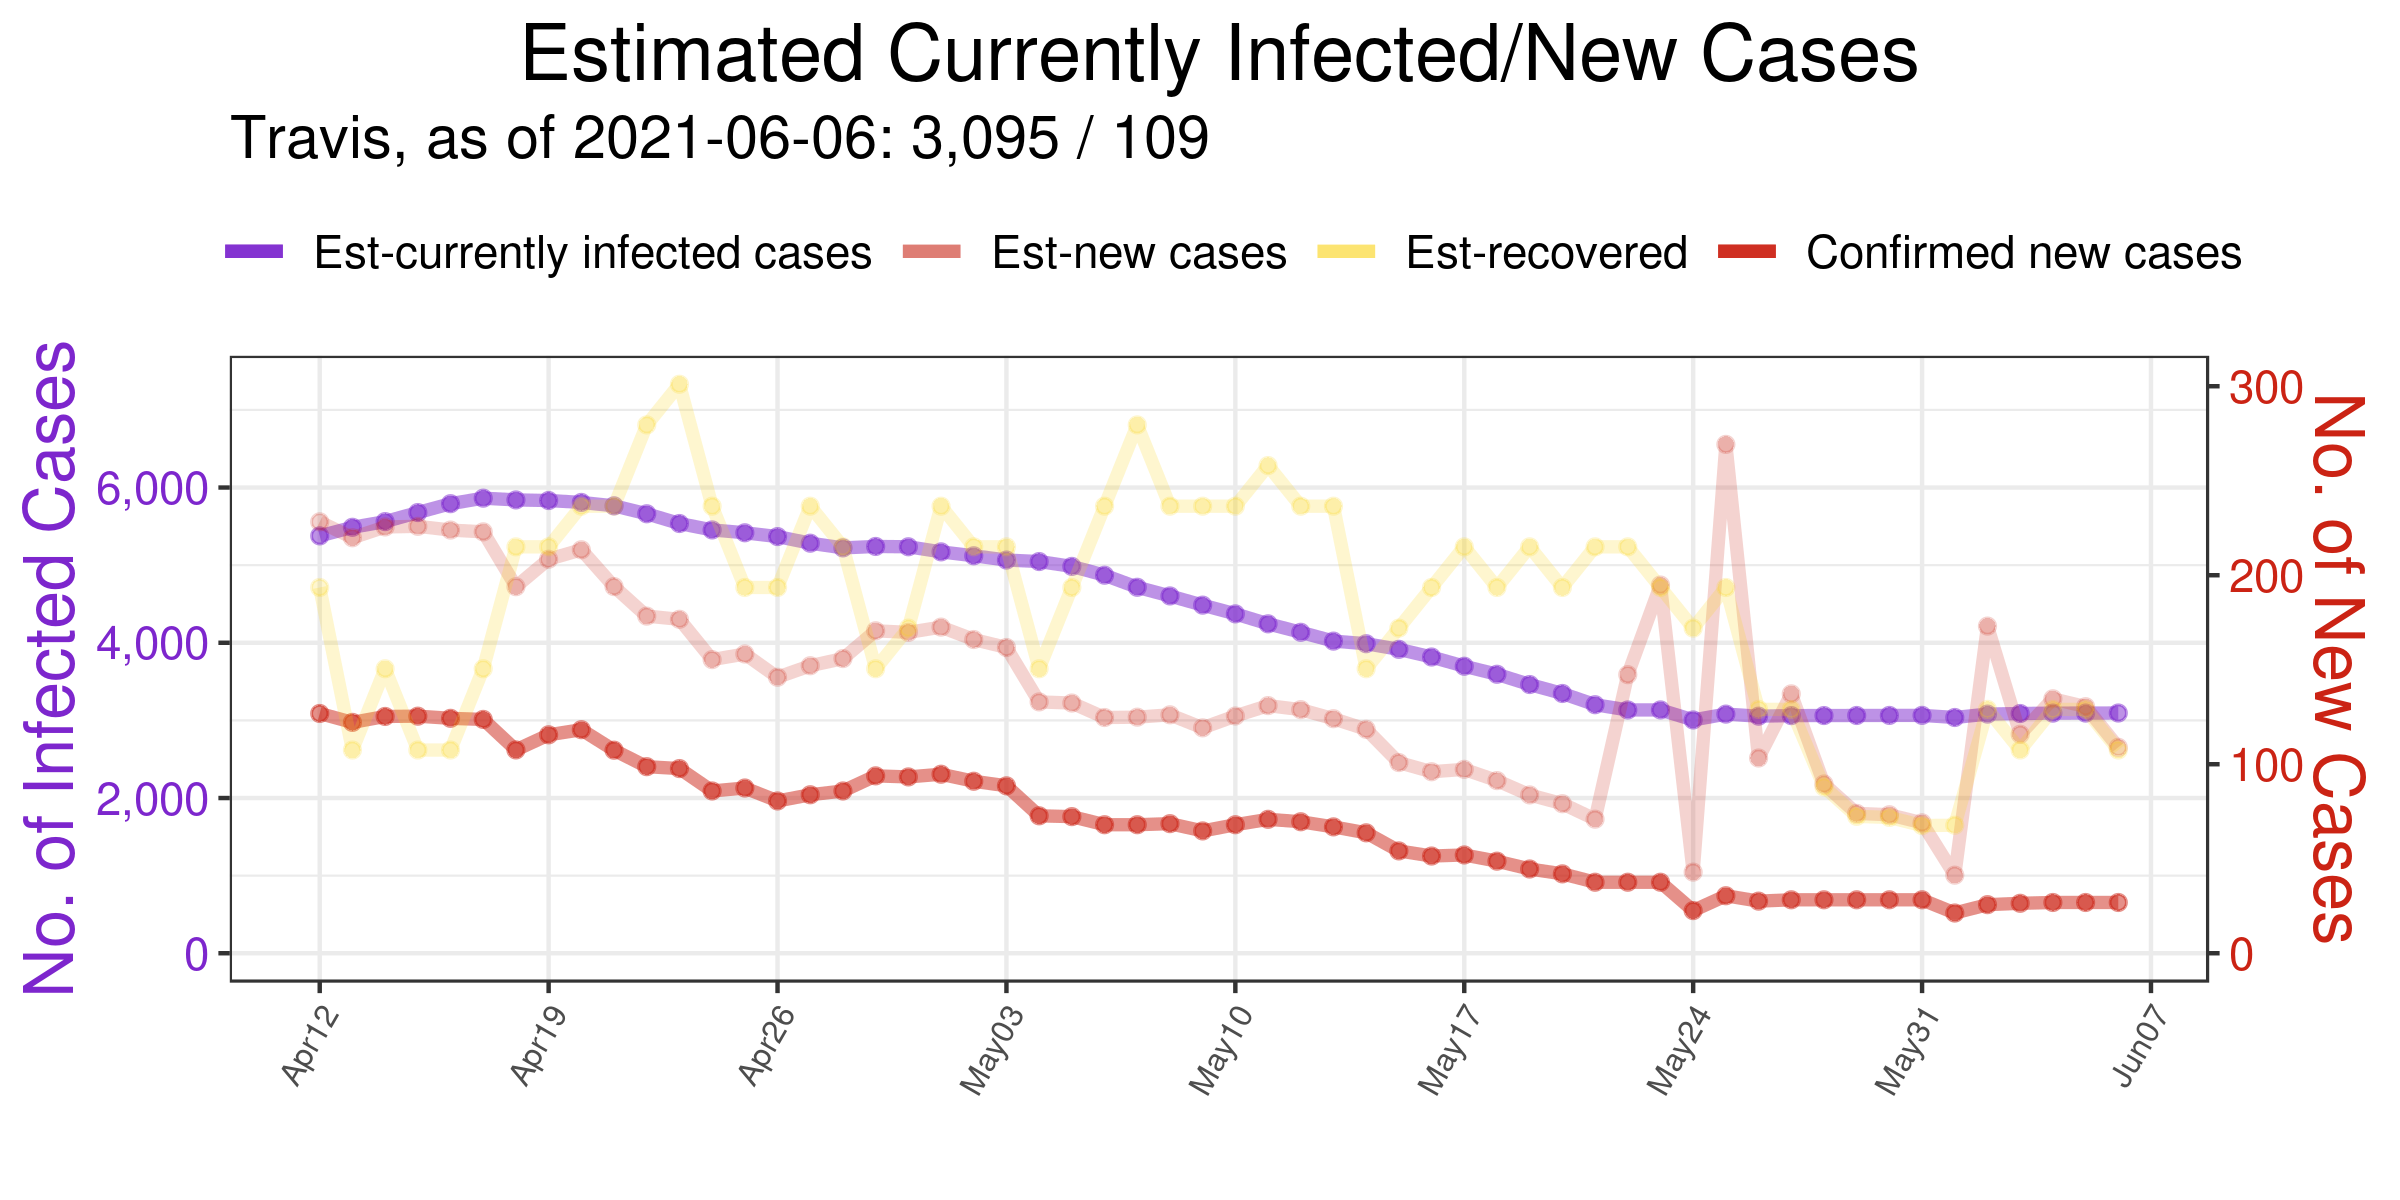 Estimated Currently Infected/New Cases
Travis, as of 2021-06-06: 3,095 / 109
Est-currently infected cases
Est-new cases
Est-recovered
Confirmed new cases
No. of Infected Cases
6,000
4,000
2,000
0
300
200
100
0
No. of New Cases
Apr12
Apr19
Apr26
May03
May10
May17
May24
May31
Jun07